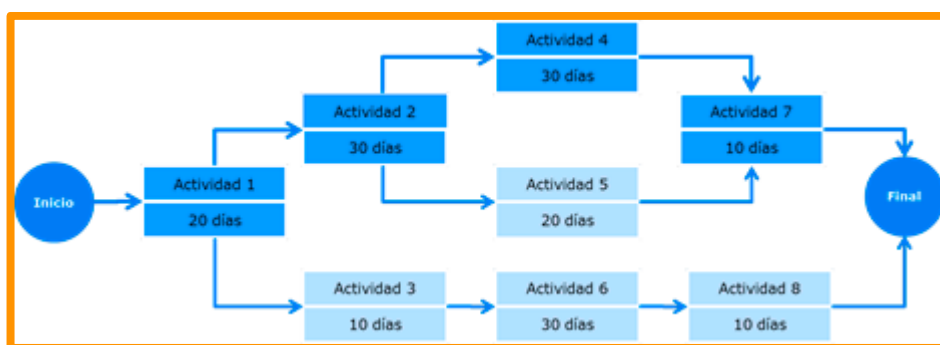 Actividad 4
30 días
Actividad 2
30 días
Actividad 7
10 días
Inicio
Actividad 1
20 días
Actividad 5
20 días
Final
Actividad 3
10 días
Actividad 6
30 días
Actividad 8
10 días